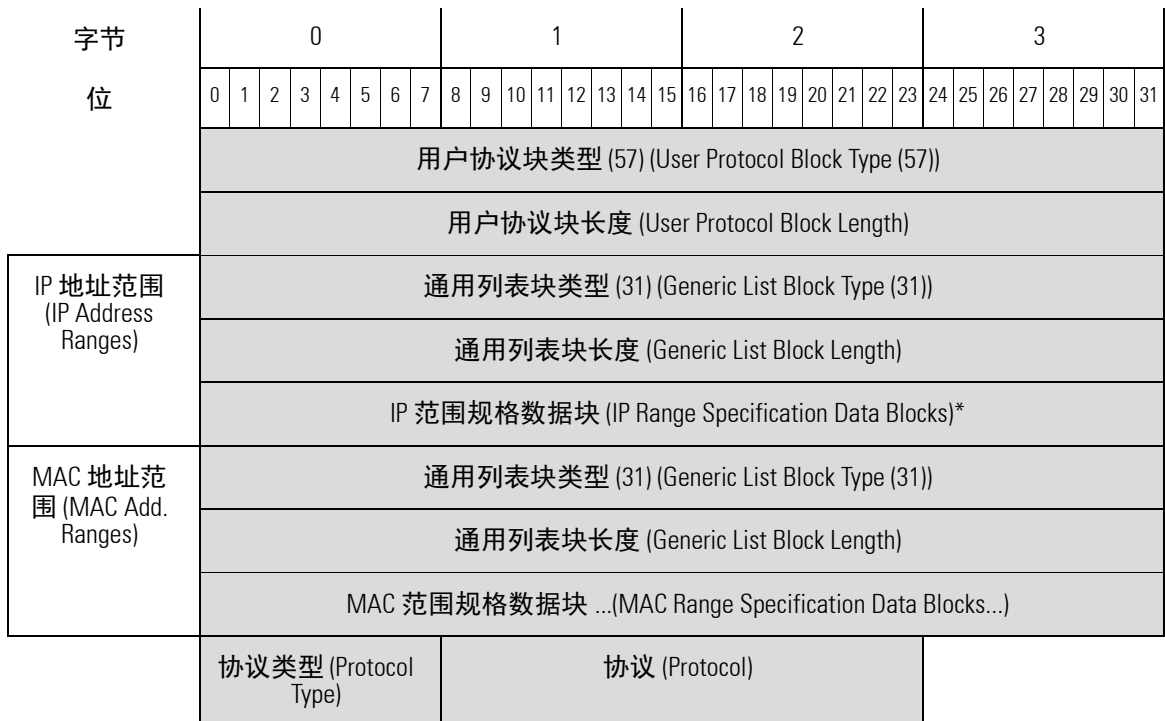 字节 0 1 2 3
位 0 1 2 3 4 5 6 7 8 9 10 11 12 13 14 15 16 17 18 19 20 21 22 23 24 25 26 27 28 29 30 31
用户协议块类型 (57) (User Protocol Block Type (57))
用户协议块长度 (User Protocol Block Length)
IP 地址范围
(IP Address
Ranges)
通用列表块类型 (31) (Generic List Block Type (31))
通用列表块长度 (Generic List Block Length)
IP 范围规格数据块 (IP Range Specification Data Blocks)*
MAC 地址范
围 (MAC Add.
Ranges)
通用列表块类型 (31) (Generic List Block Type (31))
通用列表块长度 (Generic List Block Length)
MAC 范围规格数据块 ...(MAC Range Specification Data Blocks...)
协议类型 (Protocol
Type)
协议 (Protocol)